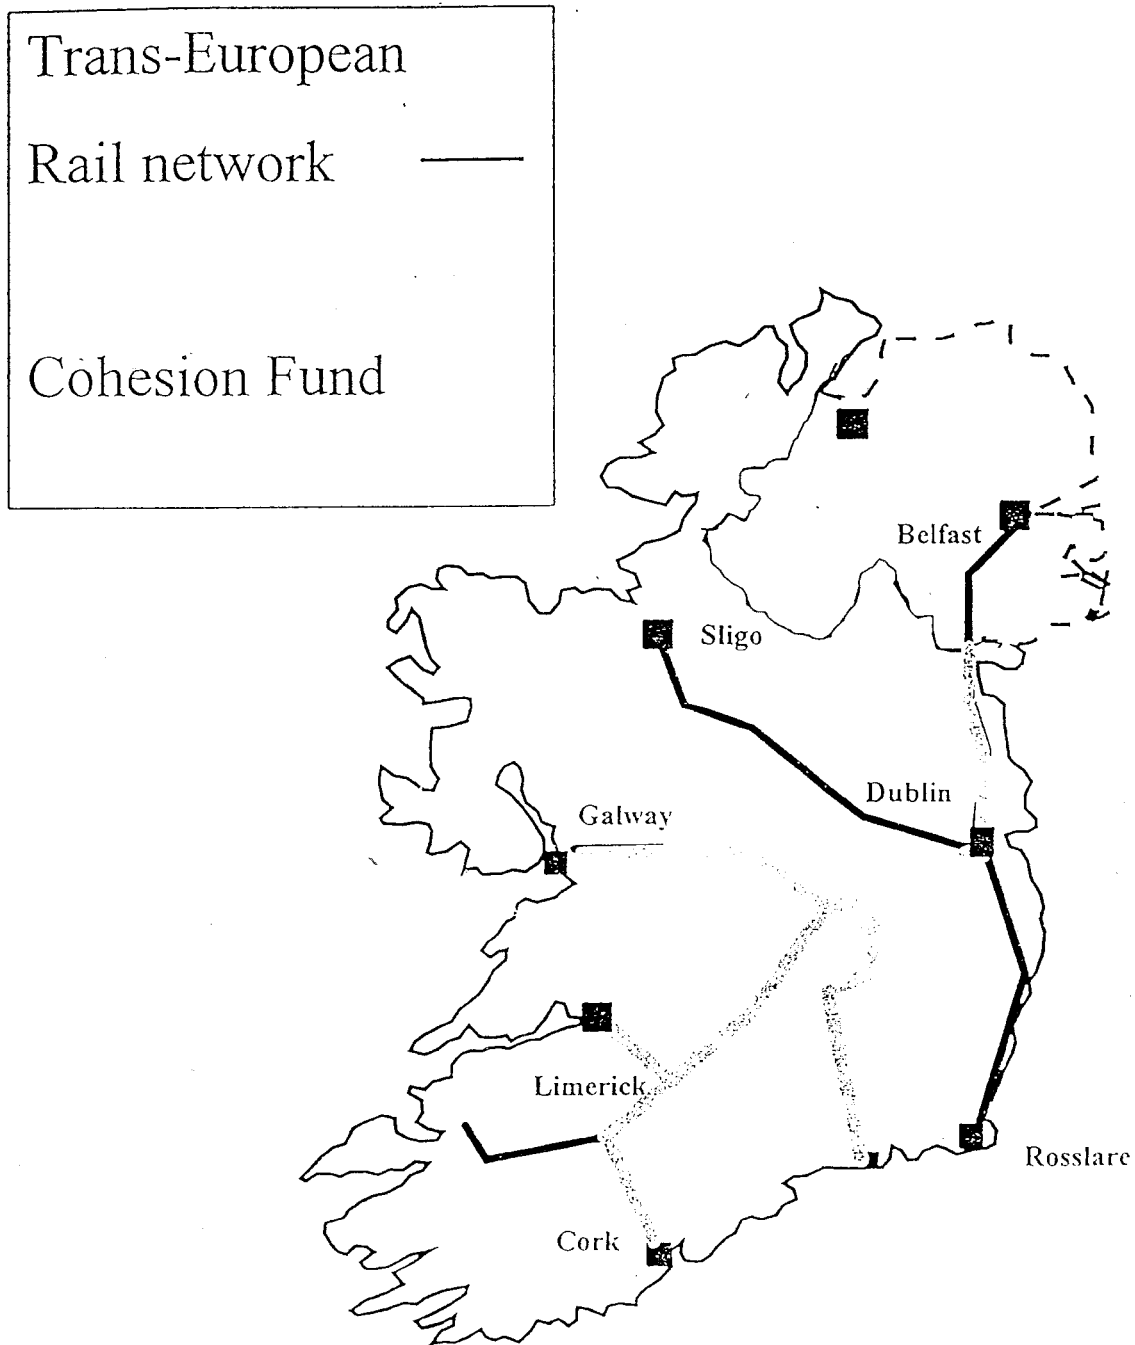 Trans-European
Rail network
Cohesion Fund
Belfast
Sligo
Dublin
Galway
Limerick
Rosslare
Cork